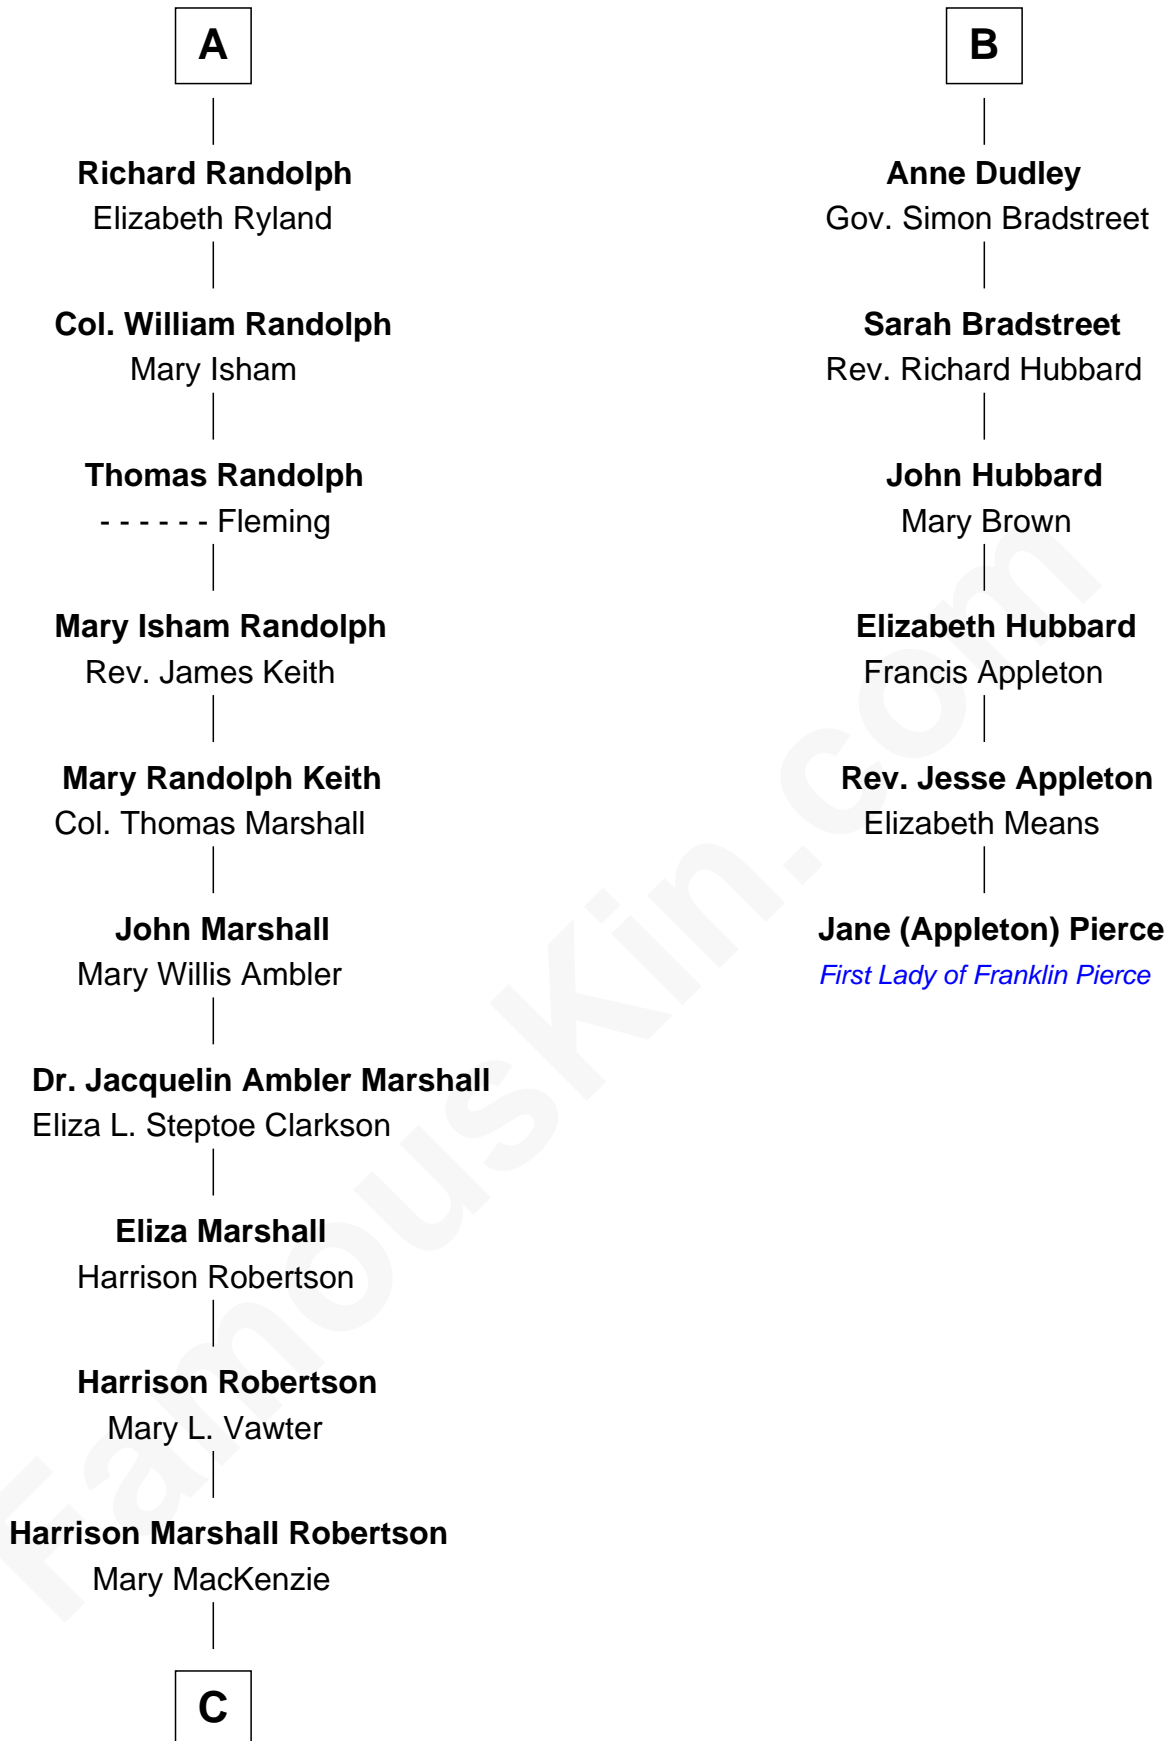 A
Richard Randolph
Elizabeth Ryland
Col. William Randolph
Mary Isham
Thomas Randolph
- - - - - - Fleming
Mary Isham Randolph
Rev. James Keith
Mary Randolph Keith
Col. Thomas Marshall
John Marshall
Mary Willis Ambler
Dr. Jacquelin Ambler Marshall
Eliza L. Steptoe Clarkson
Eliza Marshall
Harrison Robertson
Harrison Robertson
Mary L. Vawter
Harrison Marshall Robertson
Mary MacKenzie
C
B
Anne Dudley
Gov. Simon Bradstreet
Sarah Bradstreet
Rev. Richard Hubbard
John Hubbard
Mary Brown
Elizabeth Hubbard
Francis Appleton
Rev. Jesse Appleton
Elizabeth Means
Jane (Appleton) Pierce
First Lady of Franklin Pierce
FamousKin.com